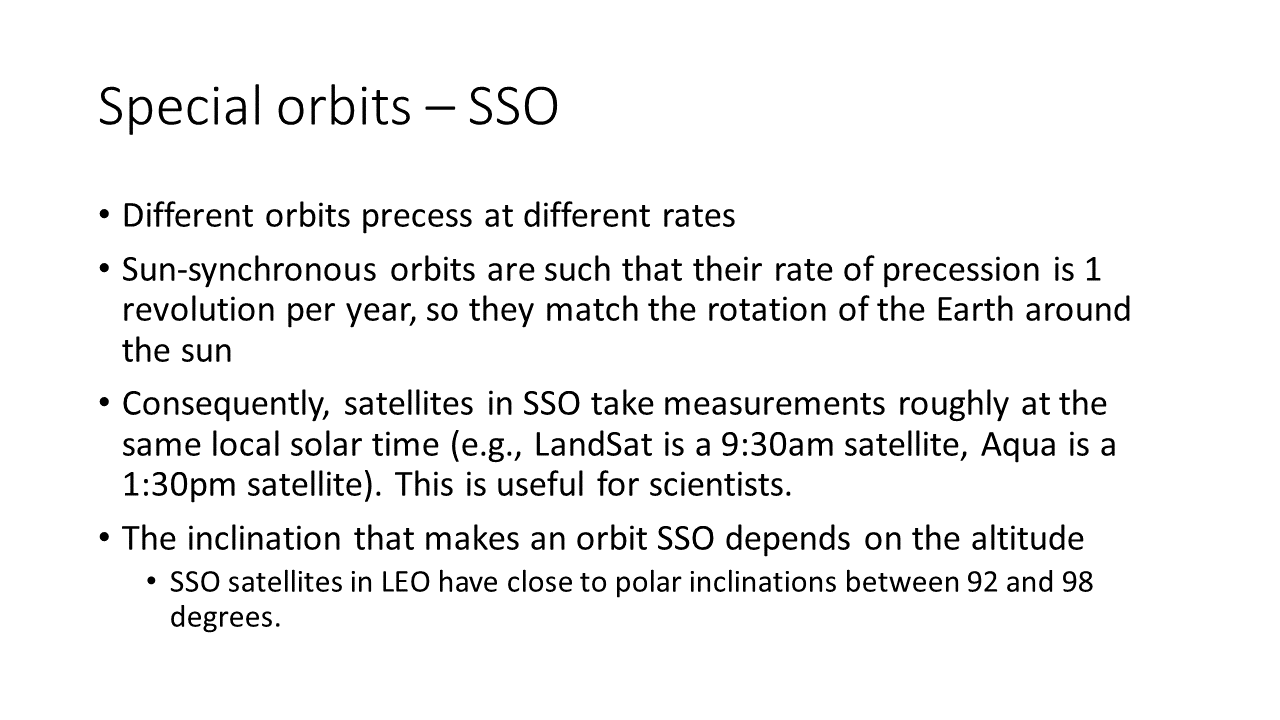 Special orbits – SSO
• Different orbits precess at different rates
• Sun-synchronous orbits are such that their rate of precession is 1
revolution per year, so they match the rotation of the Earth around
the sun
• Consequently, satellites in SSO take measurements roughly at the
same local solar time (e.g., LandSat is a 9:30am satellite, Aqua is a
1:30pm satellite). This is useful for scientists.
• The inclination that makes an orbit SSO depends on the altitude
• SSO satellites in LEO have close to polar inclinations between 92 and 98
degrees.